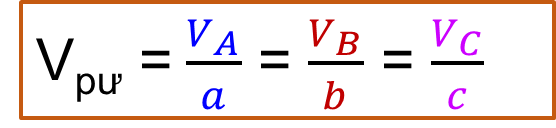 Vpư = VA/a = VB/b = VC/c